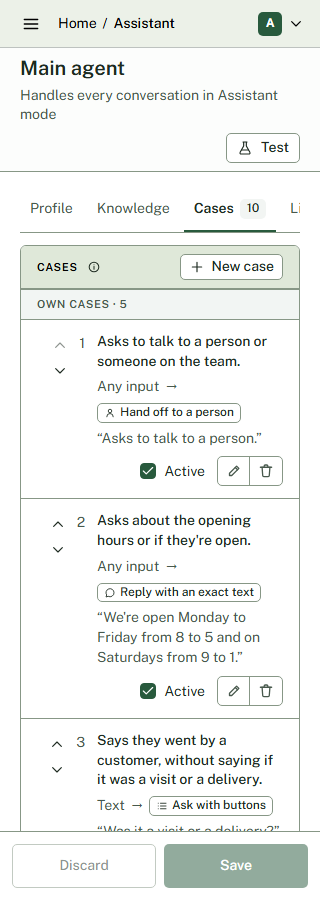 Home / Assistant
A
Main agent
Handles every conversation in Assistant
mode
Test
Profile
Knowledge
Cases 10
Li
CASES
New case
OWN CASES · 5
1
Asks to talk to a person or
someone on the team.
Any input →
Hand off to a person
“Asks to talk to a person.”
Active
2
Asks about the opening
hours or if they're open.
Any input →
Reply with an exact text
“We're open Monday to
Friday from 8 to 5 and on
Saturdays from 9 to 1.”
Active
3
Says they went by a
customer, without saying if
it was a visit or a delivery.
Text → Ask with buttons
“Was it a visit or a delivery?”
Discard
Save